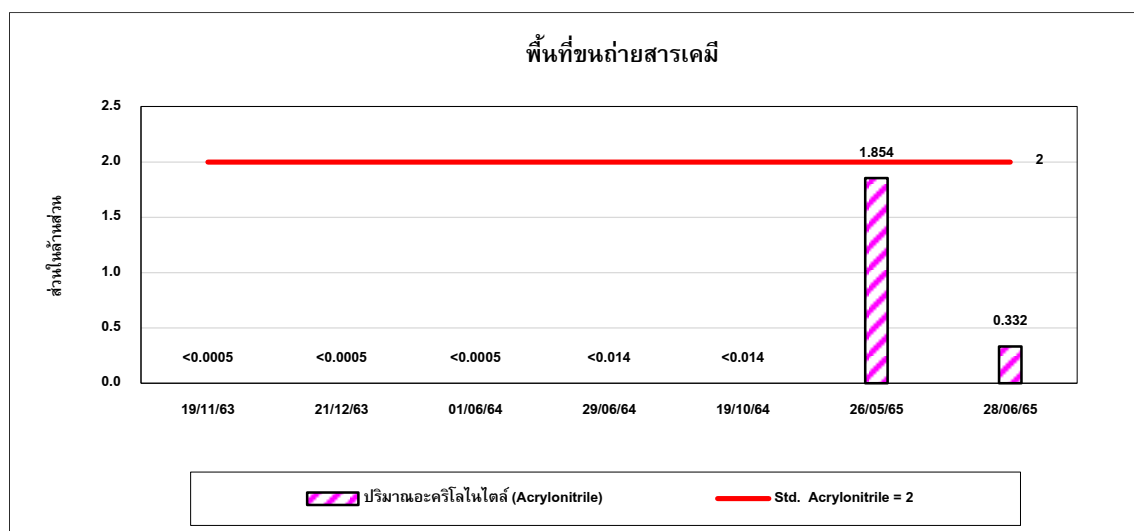 พื้นที่ขนถ่ายสารเคมี
ส่วนในล้านส่วน
2.5
2.0
1.5
1.0
0.5
0.0
<0.0005 <0.0005 <0.0005 <0.014 <0.014 1.854 0.332
2
19/11/63 21/12/63 01/06/64 29/06/64 19/10/64 26/05/65 28/06/65
ปริมาณอะคริโลไนไตล์ (Acrylonitrile) Std. Acrylonitrile = 2